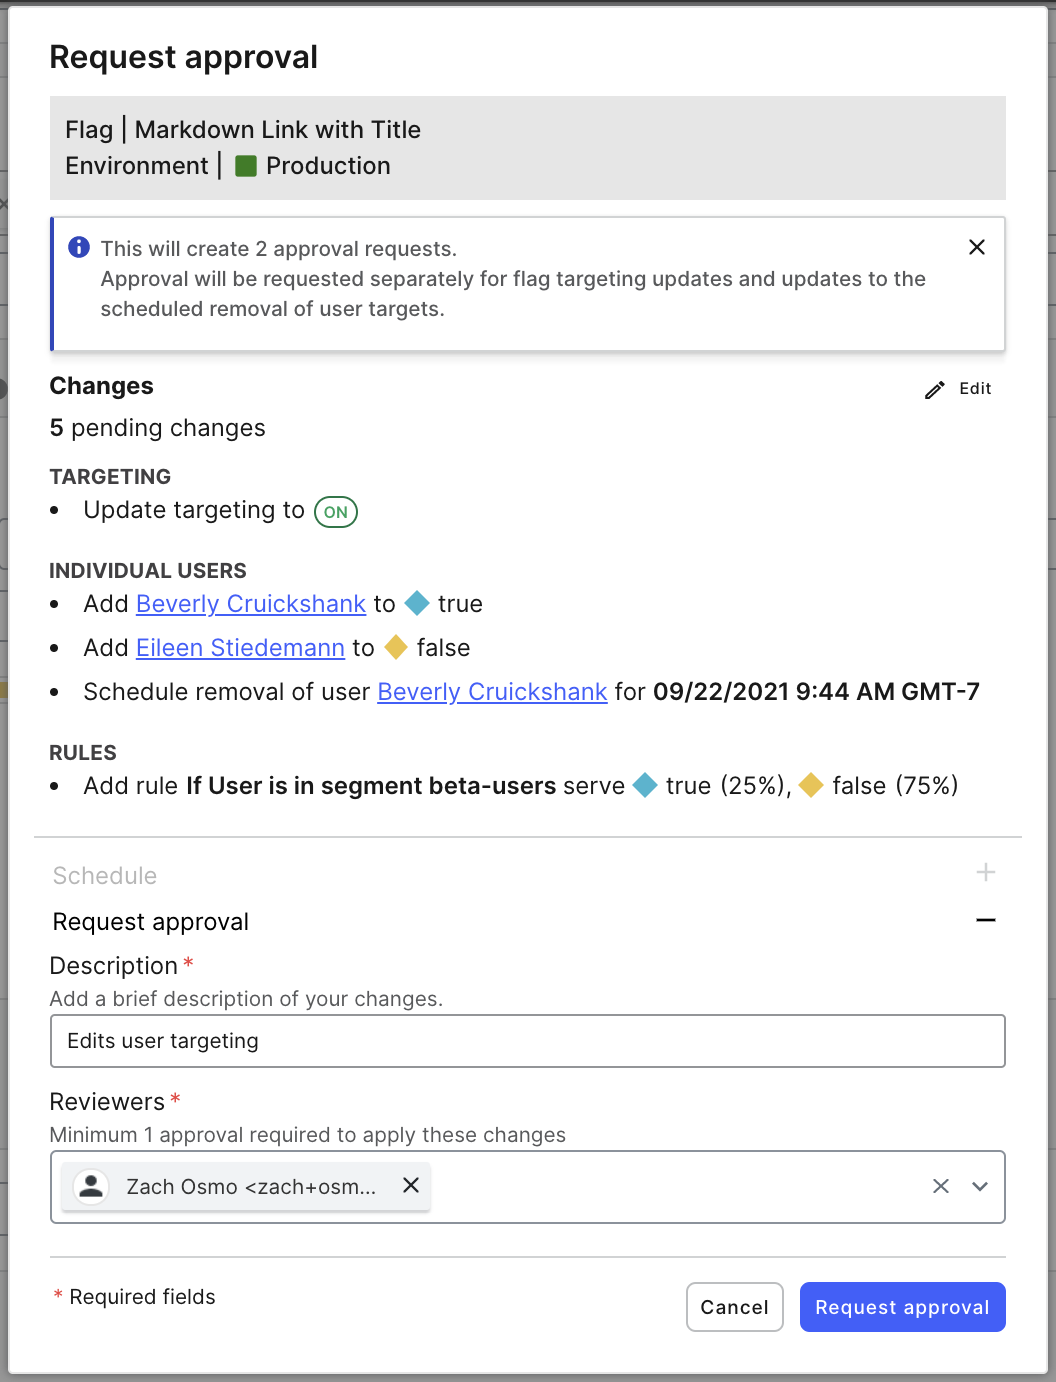 Request approval
Flag | Markdown Link with Title
Environment | Production
This will create 2 approval requests.
Approval will be requested separately for flag targeting updates and updates to the
scheduled removal of user targets.
Changes
Edit
5 pending changes
TARGETING
• Update targeting to ON
INDIVIDUAL USERS
• Add Beverly Cruickshank to true
• Add Eileen Stiedemann to false
• Schedule removal of user Beverly Cruickshank for 09/22/2021 9:44 AM GMT-7
RULES
• Add rule If User is in segment beta-users serve true (25%), false (75%)
Schedule
Request approval
Description *
Add a brief description of your changes.
Edits user targeting
Reviewers *
Minimum 1 approval required to apply these changes
Zach Osmo <zach+osm...
* Required fields
Cancel
Request approval